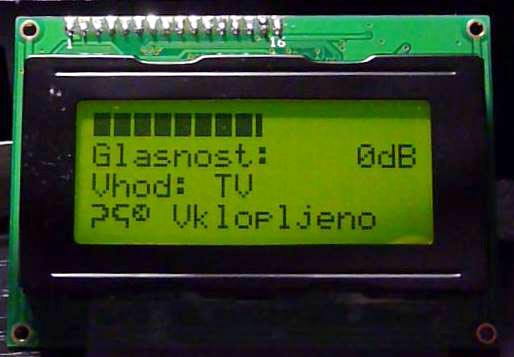 1 16
Glasnost: 0dB
Vhod: TV
Vklopljeno